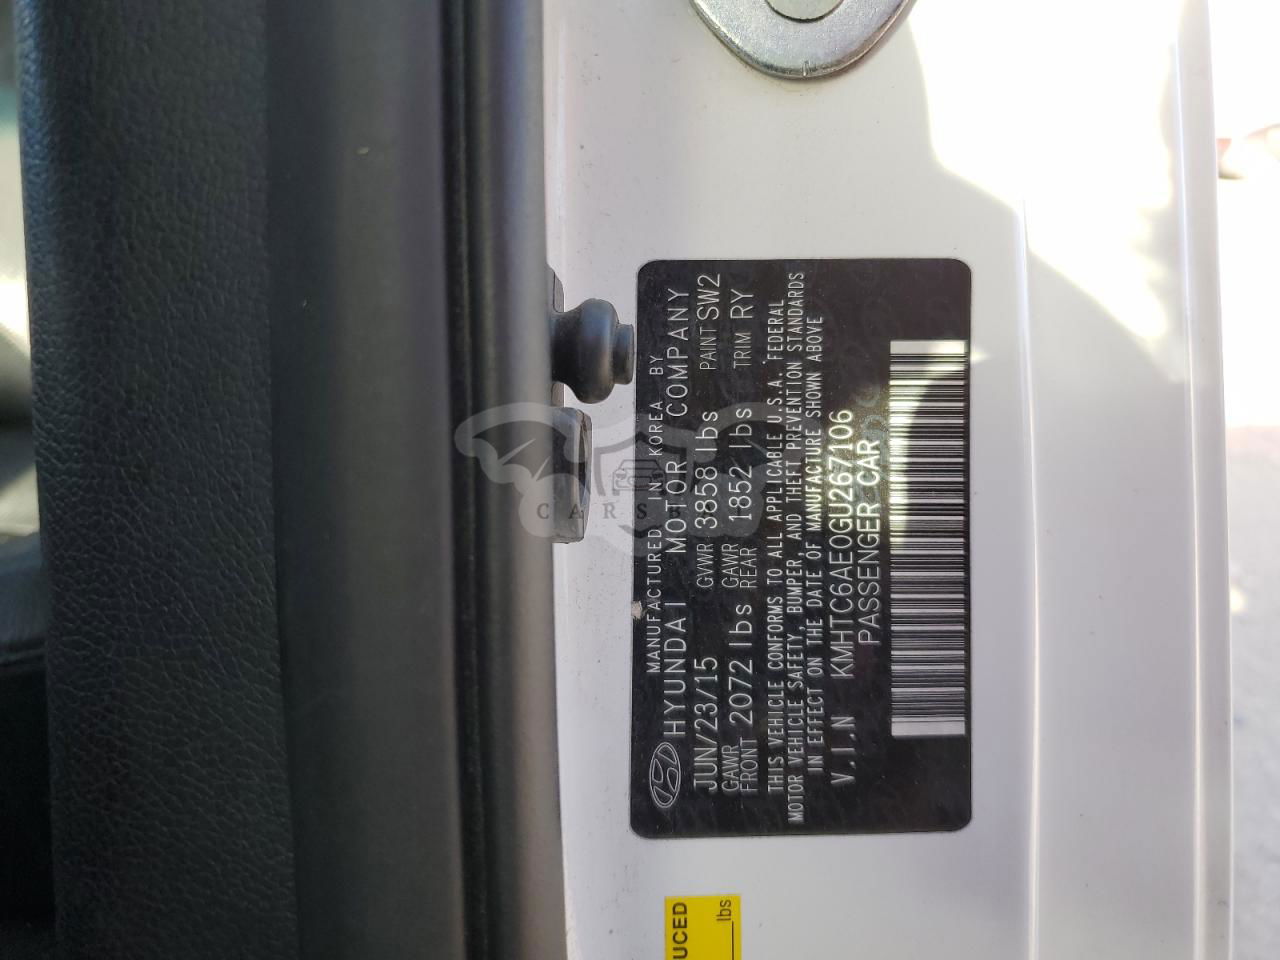 MANUFACTURED IN KOREA BY
HYUNDAI MOTOR COMPANY
JUN/23/15 GVWR 3858 lbs PAINT SW2
GAWR FRONT 2072 lbs GAWR REAR 1852 lbs TRIM RY
THIS VEHICLE CONFORMS TO ALL APPLICABLE U.S.A. FEDERAL
MOTOR VEHICLE SAFETY, BUMPER, AND THEFT PREVENTION STANDARDS
IN EFFECT ON THE DATE OF MANUFACTURE SHOWN ABOVE
V.I.N KMHTC6AE0GU267106
PASSENGER CAR
UCED
lbs